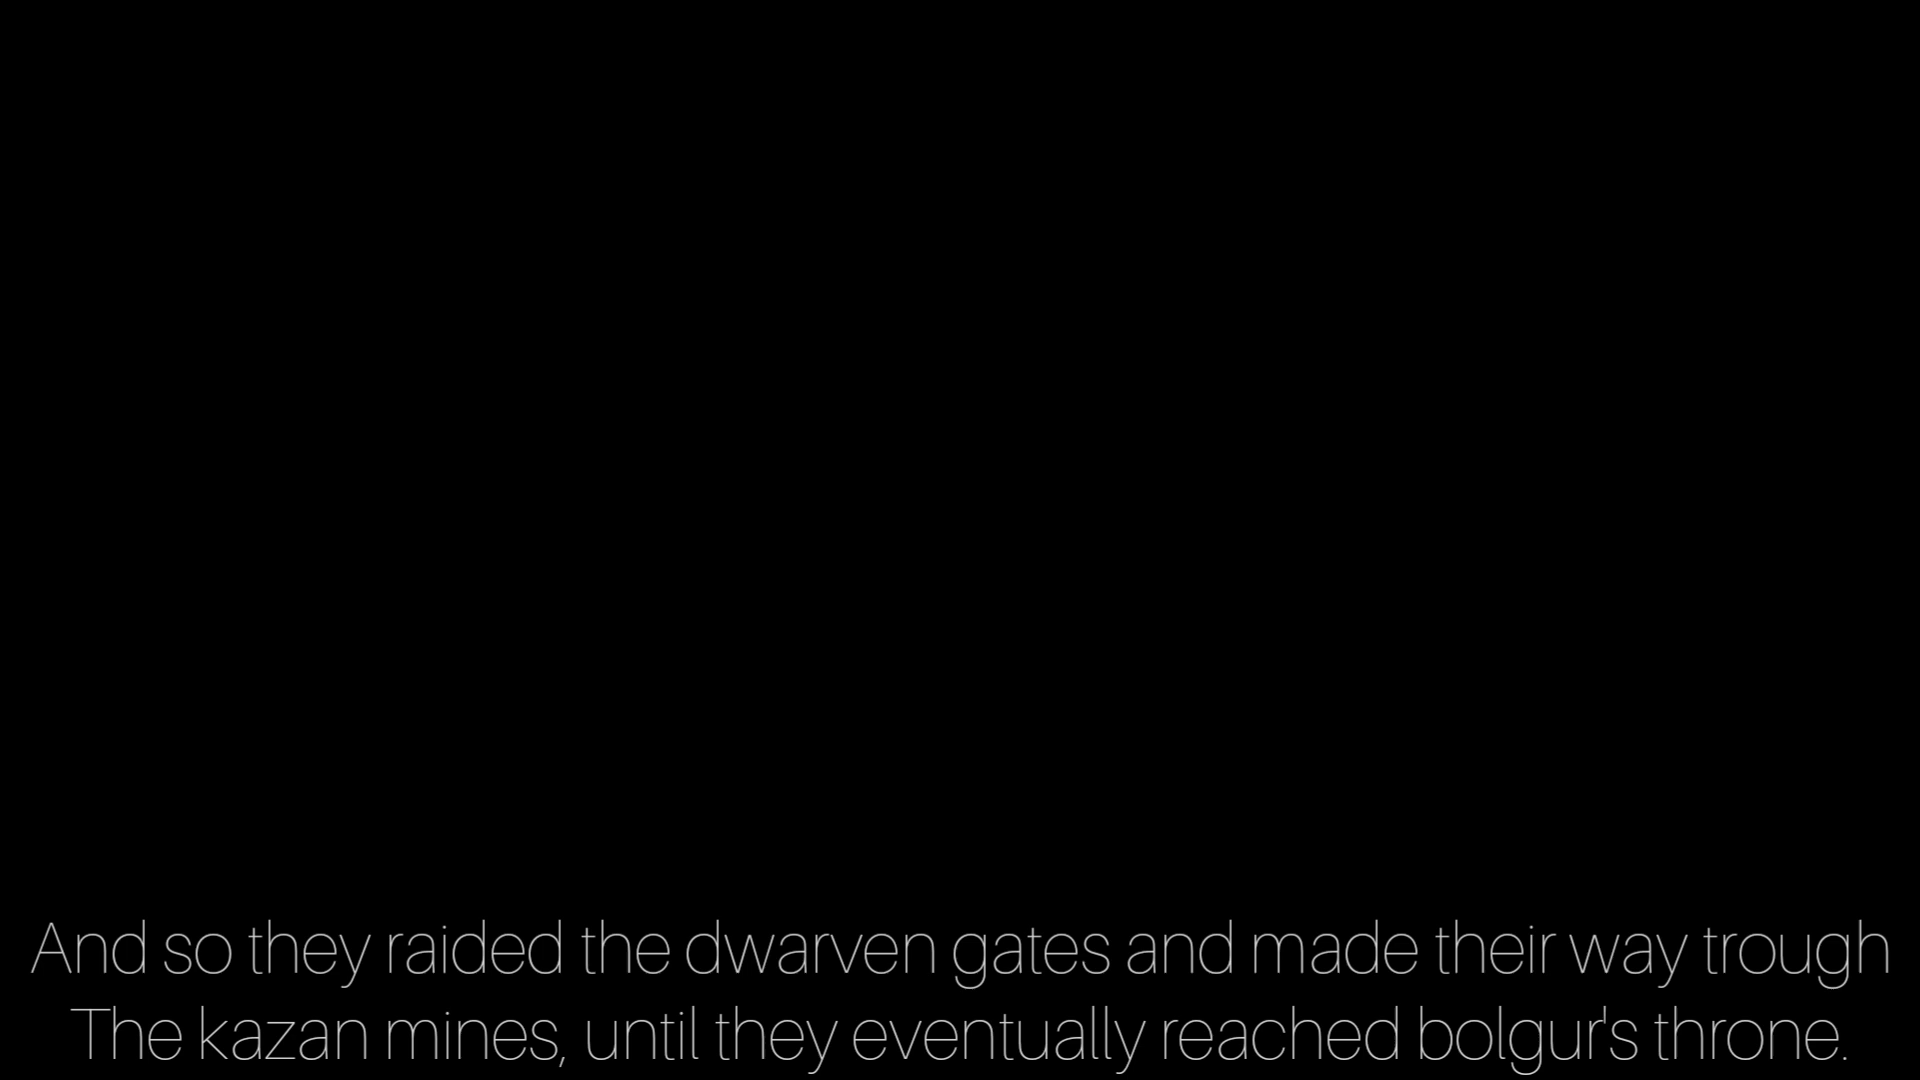 And so they raided the dwarven gates and made their way trough
The kazan mines, until they eventually reached bolgur's throne.